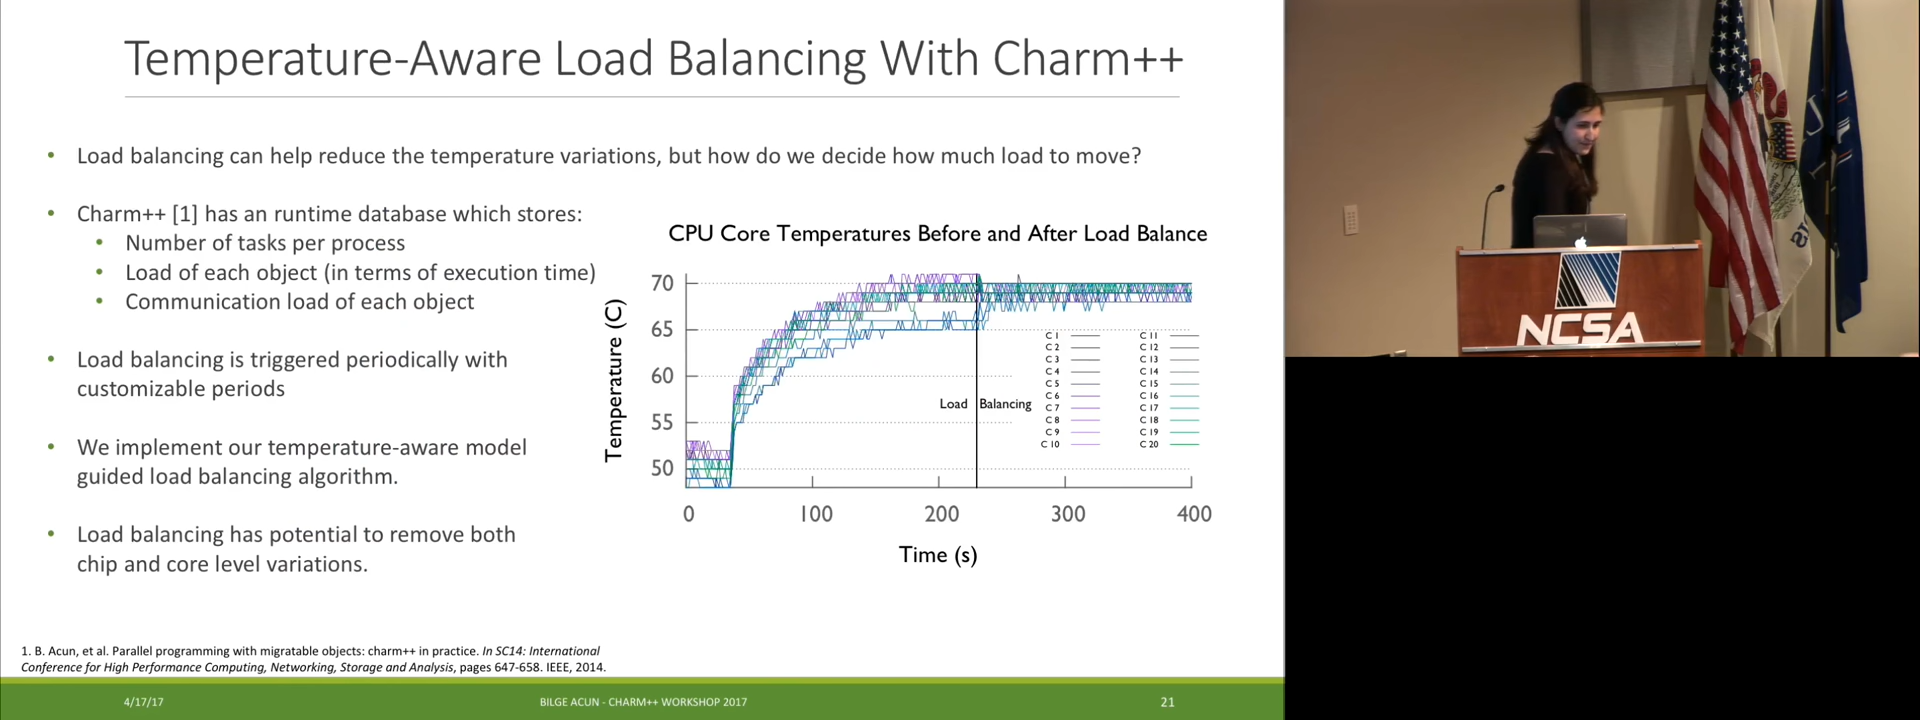 Temperature-Aware Load Balancing With Charm++
• Load balancing can help reduce the temperature variations, but how do we decide how much load to move?
• Charm++ [1] has an runtime database which stores:
• Number of tasks per process
• Load of each object (in terms of execution time)
• Communication load of each object
• Load balancing is triggered periodically with
customizable periods
• We implement our temperature-aware model
guided load balancing algorithm.
• Load balancing has potential to remove both
chip and core level variations.
CPU Core Temperatures Before and After Load Balance
Temperature (C)
70
65
60
55
50
Load Balancing
C 1
C 2
C 3
C 4
C 5
C 6
C 7
C 8
C 9
C 10
C 11
C 12
C 13
C 14
C 15
C 16
C 17
C 18
C 19
C 20
0 100 200 300 400
Time (s)
1. B. Acun, et al. Parallel programming with migratable objects: charm++ in practice. In SC14: International
Conference for High Performance Computing, Networking, Storage and Analysis, pages 647-658. IEEE, 2014.
4/17/17 BILGE ACUN - CHARM++ WORKSHOP 2017 21
NCSA